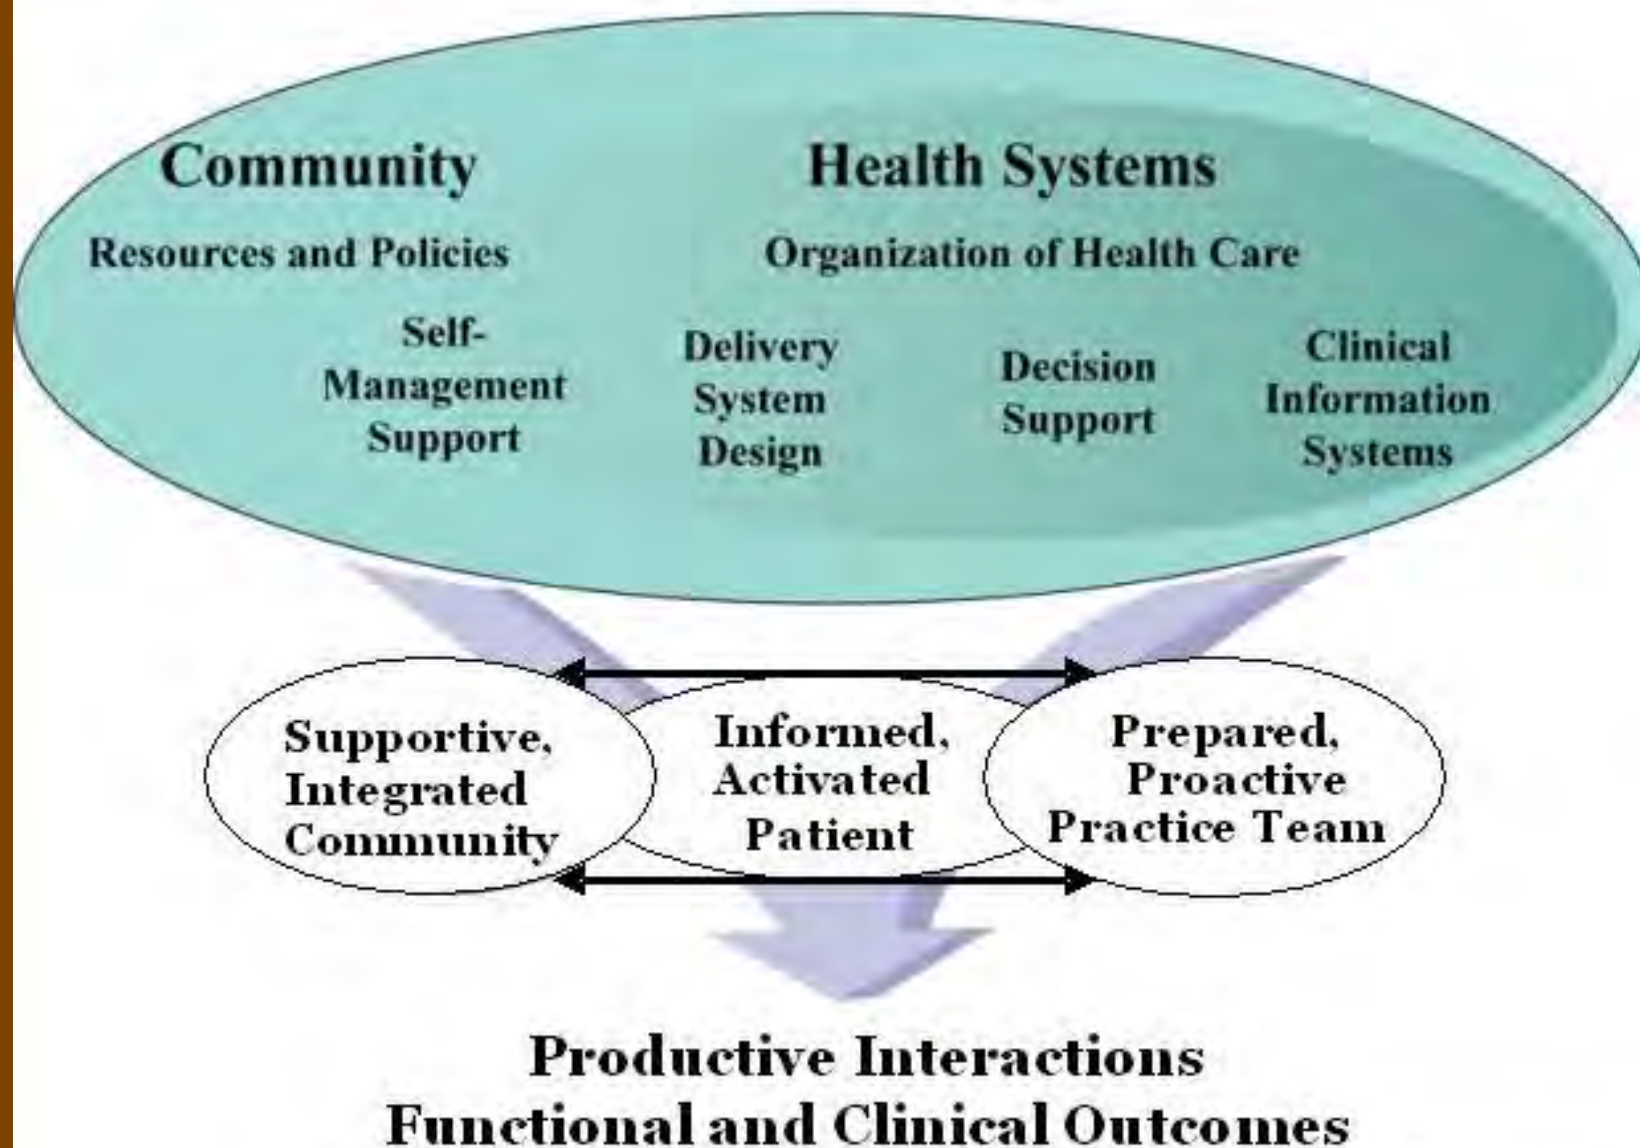 Community
Health Systems
Resources and Policies
Organization of Health Care
Self-
Management
Support
Delivery
System
Design
Decision
Support
Clinical
Information
Systems
Supportive,
Integrated
Community
Informed,
Activated
Patient
Prepared,
Proactive
Practice Team
Productive Interactions
Functional and Clinical Outcomes